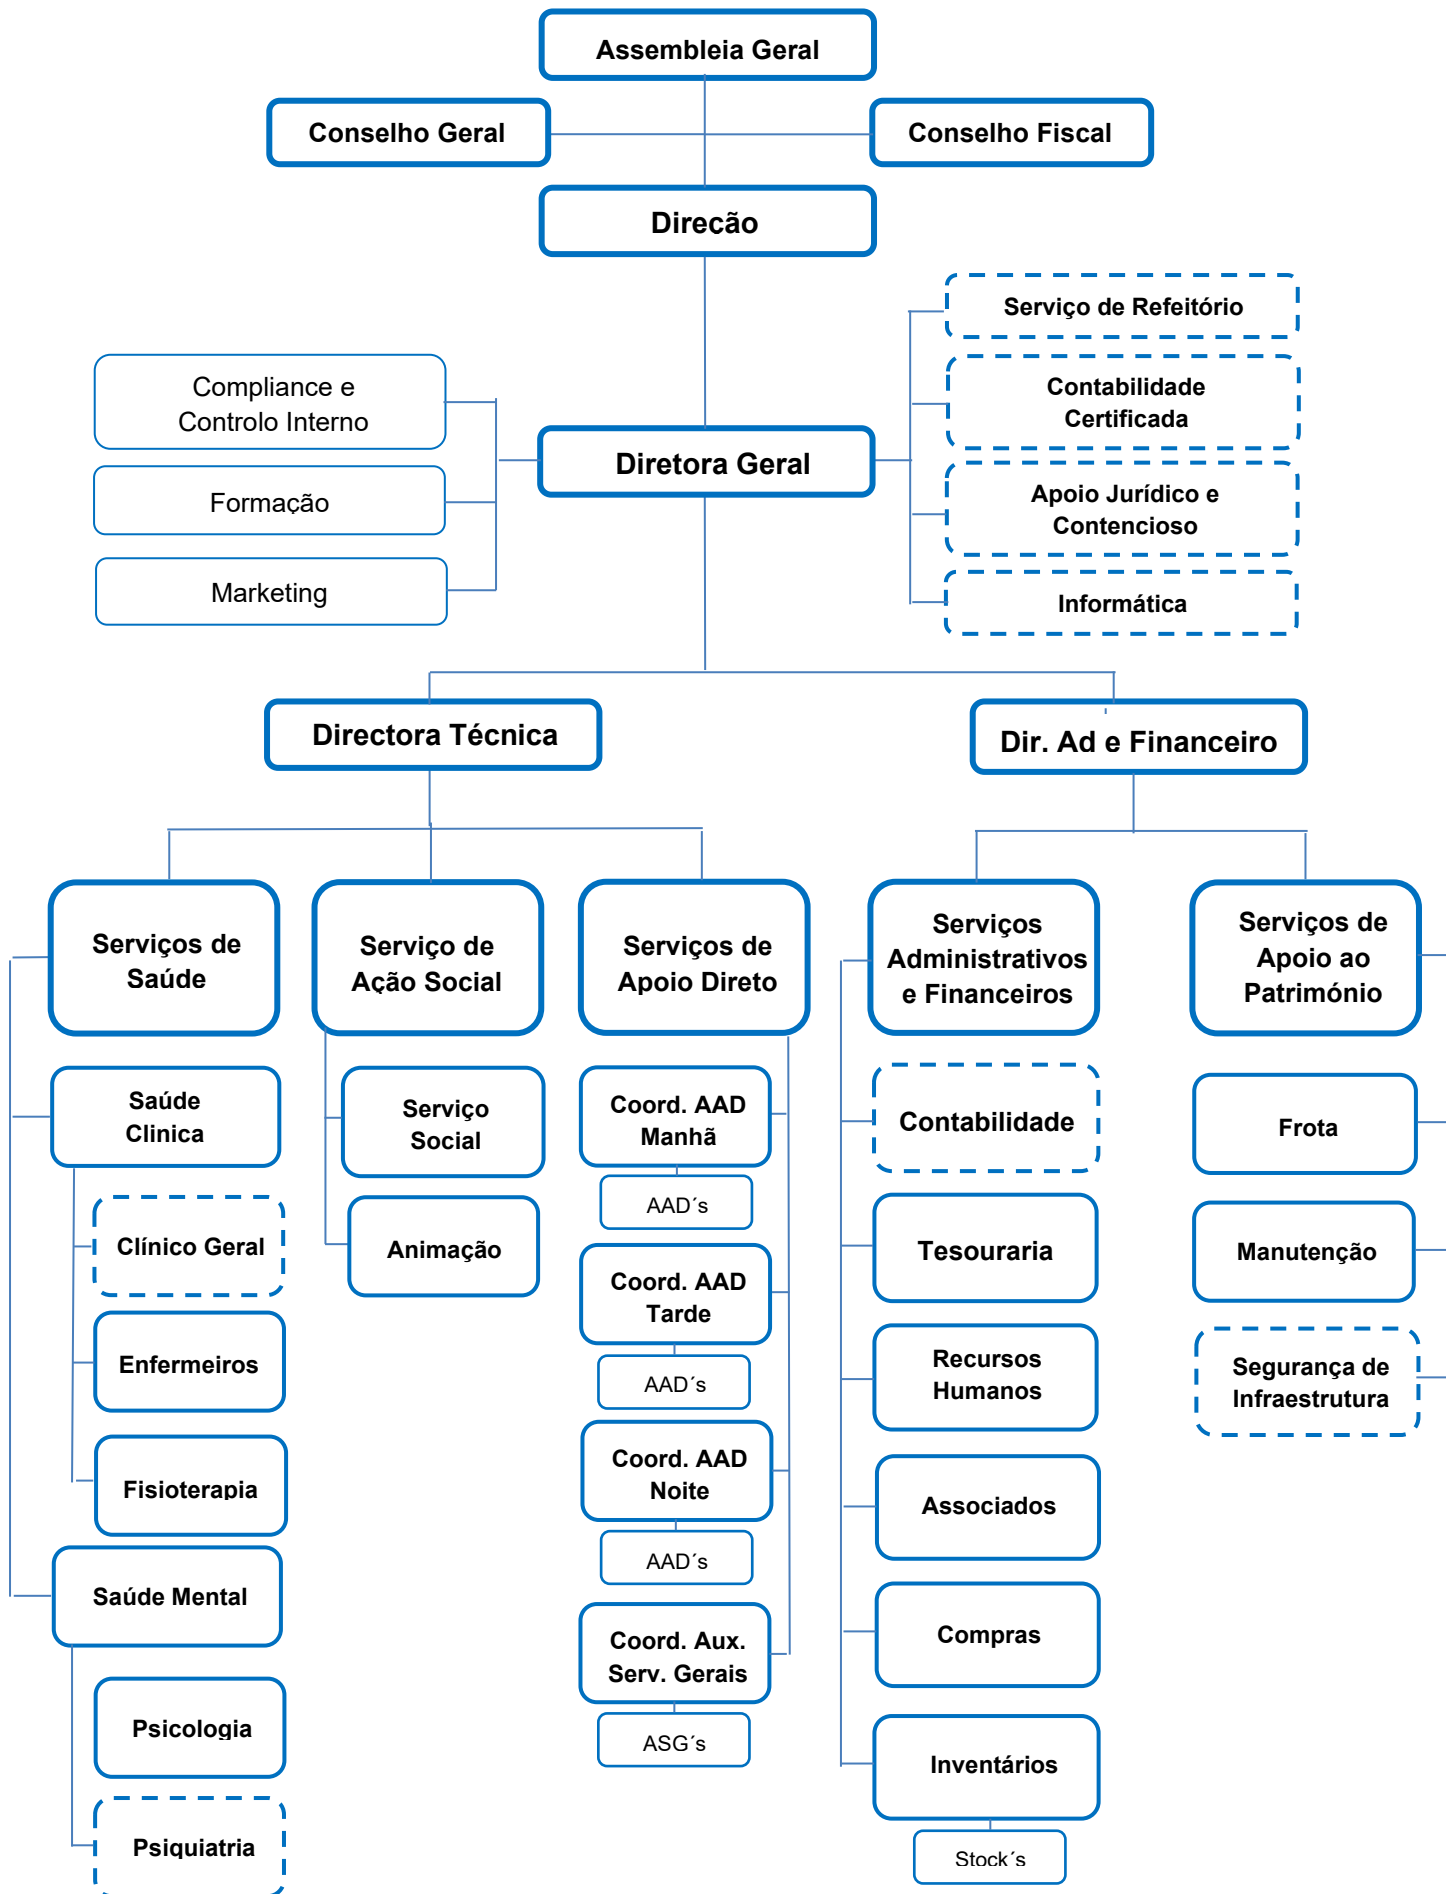 Assembleia Geral
Conselho Geral
Conselho Fiscal
Direcão
Serviço de Refeitório
Compliance e
Controlo Interno
Contabilidade
Certificada
Diretora Geral
Formação
Apoio Jurídico e
Contencioso
Marketing
Informática
Directora Técnica
Dir. Ad e Financeiro
Serviços de
Saúde
Serviço de
Ação Social
Serviços de
Apoio Direto
Serviços
Administrativos
e Financeiros
Serviços de
Apoio ao
Património
Saúde
Clinica
Clínico Geral
Enfermeiros
Fisioterapia
Saúde Mental
Psicologia
Psiquiatria
Serviço
Social
Animação
Coord. AAD
Manhã
AAD´s
Coord. AAD
Tarde
AAD´s
Coord. AAD
Noite
AAD´s
Coord. Aux.
Serv. Gerais
ASG´s
Contabilidade
Tesouraria
Recursos
Humanos
Associados
Compras
Inventários
Stock´s
Frota
Manutenção
Segurança de
Infraestrutura